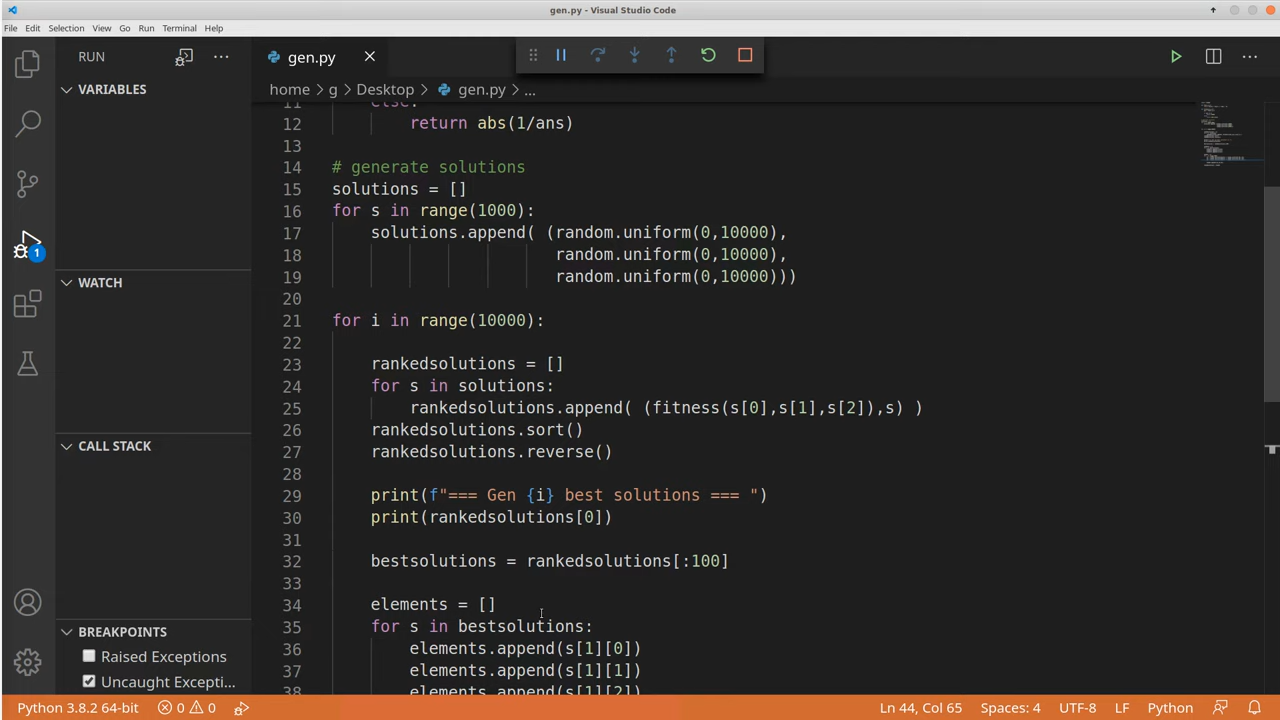 gen.py - Visual Studio Code
File Edit Selection View Go Run Terminal Help
RUN
gen.py
VARIABLES
home > g > Desktop > gen.py > ...
11 else:
12 return abs(1/ans)
13
14 # generate solutions
15 solutions = []
16 for s in range(1000):
17 solutions.append( (random.uniform(0,10000),
18 random.uniform(0,10000),
19 random.uniform(0,10000)))
20
21 for i in range(10000):
22
23 rankedsolutions = []
24 for s in solutions:
25 rankedsolutions.append( (fitness(s[0],s[1],s[2]),s) )
26 rankedsolutions.sort()
27 rankedsolutions.reverse()
28
29 print(f"=== Gen {i} best solutions === ")
30 print(rankedsolutions[0])
31
32 bestsolutions = rankedsolutions[:100]
33
34 elements = []
35 for s in bestsolutions:
36 elements.append(s[1][0])
37 elements.append(s[1][1])
38 elements.append(s[1][2])
1
WATCH
CALL STACK
BREAKPOINTS
Raised Exceptions
Uncaught Excepti...
Python 3.8.2 64-bit 0 0 Ln 44, Col 65 Spaces: 4 UTF-8 LF Python